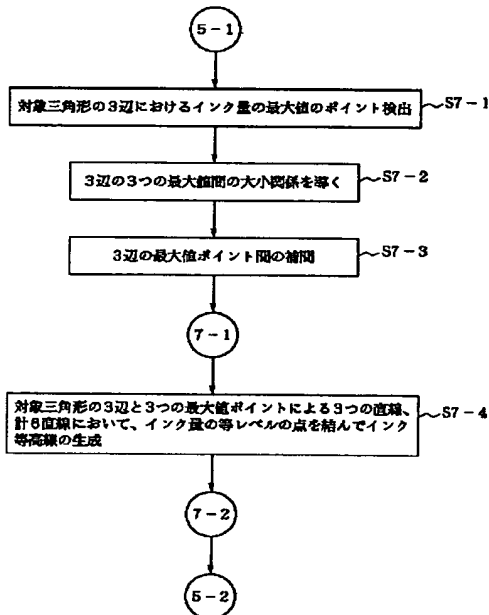 5-1
対象三角形の3辺におけるインク量の最大値のポイント検出
S7-1
3辺の3つの最大値間の大小関係を導く
S7-2
3辺の最大値ポイント間の補間
S7-3
7-1
対象三角形の3辺と3つの最大値ポイントによる3つの直線、
計6直線において、インク量の等レベルの点を結んでインク
等高線の生成
S7-4
7-2
5-2